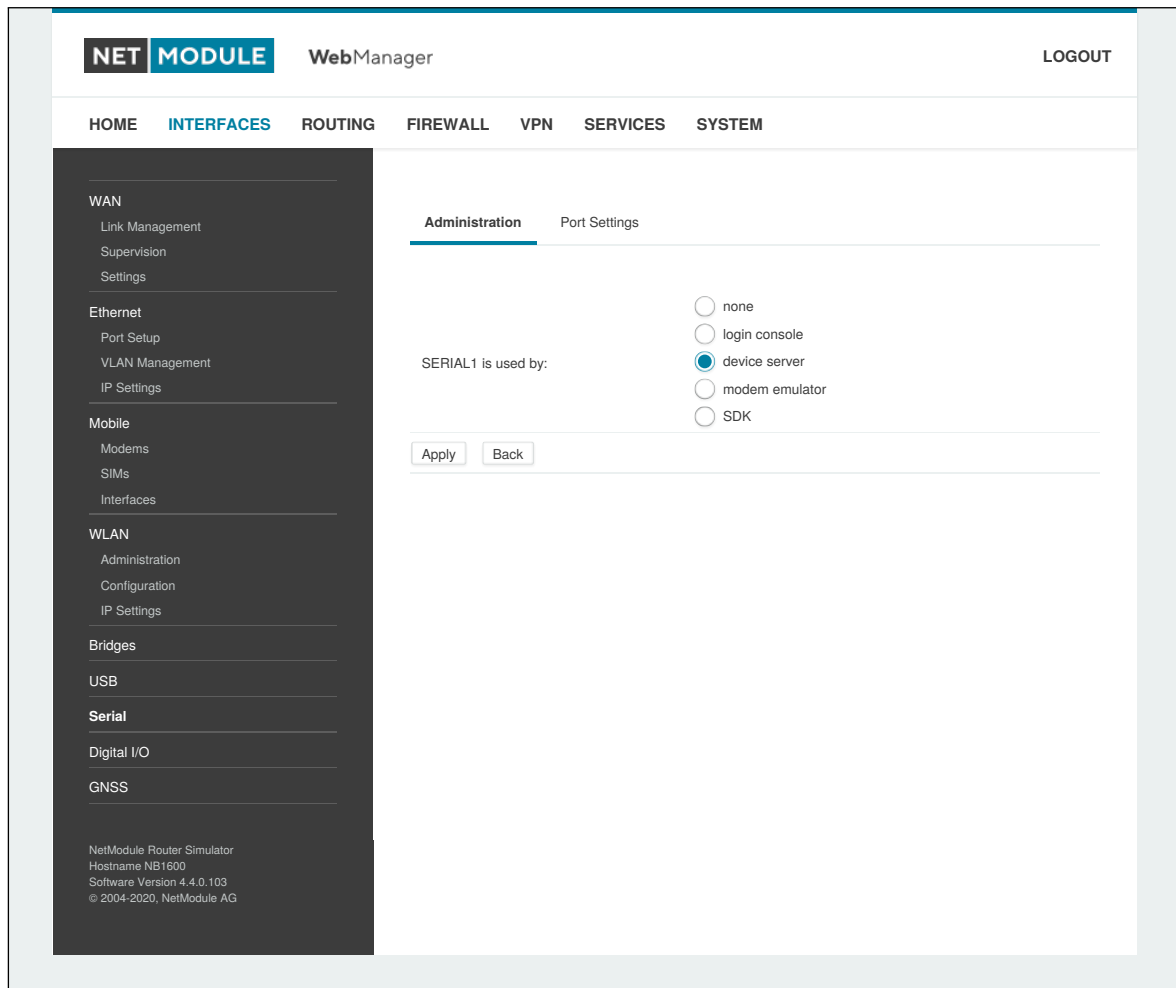 NET MODULE WebManager LOGOUT
HOME INTERFACES ROUTING FIREWALL VPN SERVICES SYSTEM
WAN
Link Management
Supervision
Settings
Ethernet
Port Setup
VLAN Management
IP Settings
Mobile
Modems
SIMs
Interfaces
WLAN
Administration
Configuration
IP Settings
Bridges
USB
Serial
Digital I/O
GNSS
NetModule Router Simulator
Hostname NB1600
Software Version 4.4.0.103
© 2004-2020, NetModule AG
Administration Port Settings
SERIAL1 is used by:
none
login console
device server
modem emulator
SDK
Apply Back